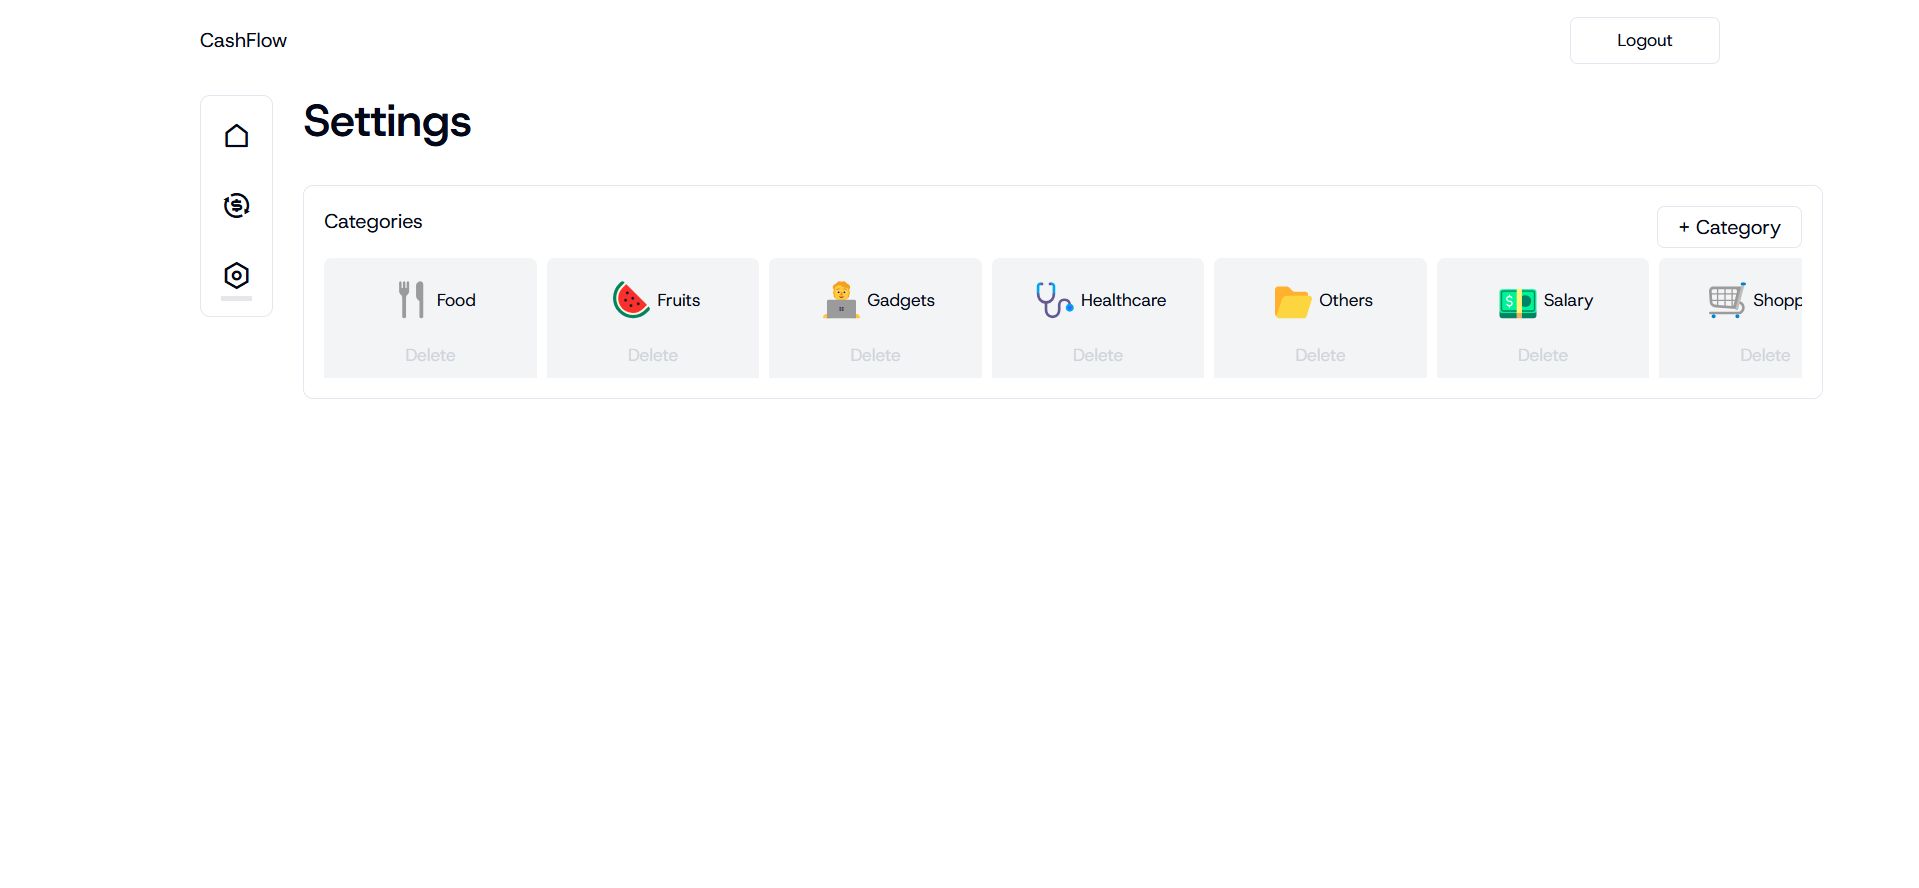 CashFlow
Logout
Settings
Categories
+ Category
Food
Fruits
Gadgets
Healthcare
Others
Salary
Shopp
Delete
Delete
Delete
Delete
Delete
Delete
Delete